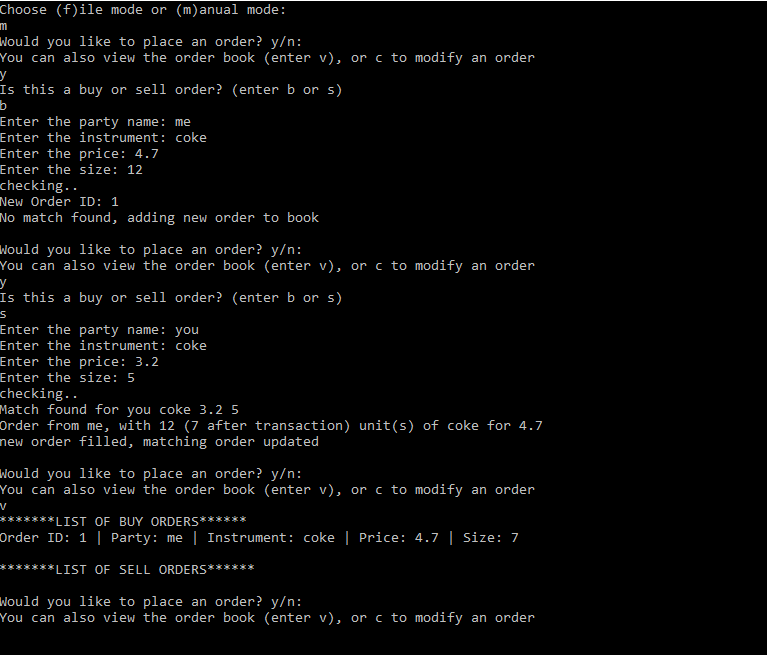 Choose (f)ile mode or (m)anual mode:
m
Would you like to place an order? y/n:
You can also view the order book (enter v), or c to modify an order
y
Is this a buy or sell order? (enter b or s)
b
Enter the party name: me
Enter the instrument: coke
Enter the price: 4.7
Enter the size: 12
checking..
New Order ID: 1
No match found, adding new order to book
Would you like to place an order? y/n:
You can also view the order book (enter v), or c to modify an order
y
Is this a buy or sell order? (enter b or s)
s
Enter the party name: you
Enter the instrument: coke
Enter the price: 3.2
Enter the size: 5
checking..
Match found for you coke 3.2 5
Order from me, with 12 (7 after transaction) unit(s) of coke for 4.7
new order filled, matching order updated
Would you like to place an order? y/n:
You can also view the order book (enter v), or c to modify an order
v
*******LIST OF BUY ORDERS******
Order ID: 1 | Party: me | Instrument: coke | Price: 4.7 | Size: 7
*******LIST OF SELL ORDERS******
Would you like to place an order? y/n:
You can also view the order book (enter v), or c to modify an order